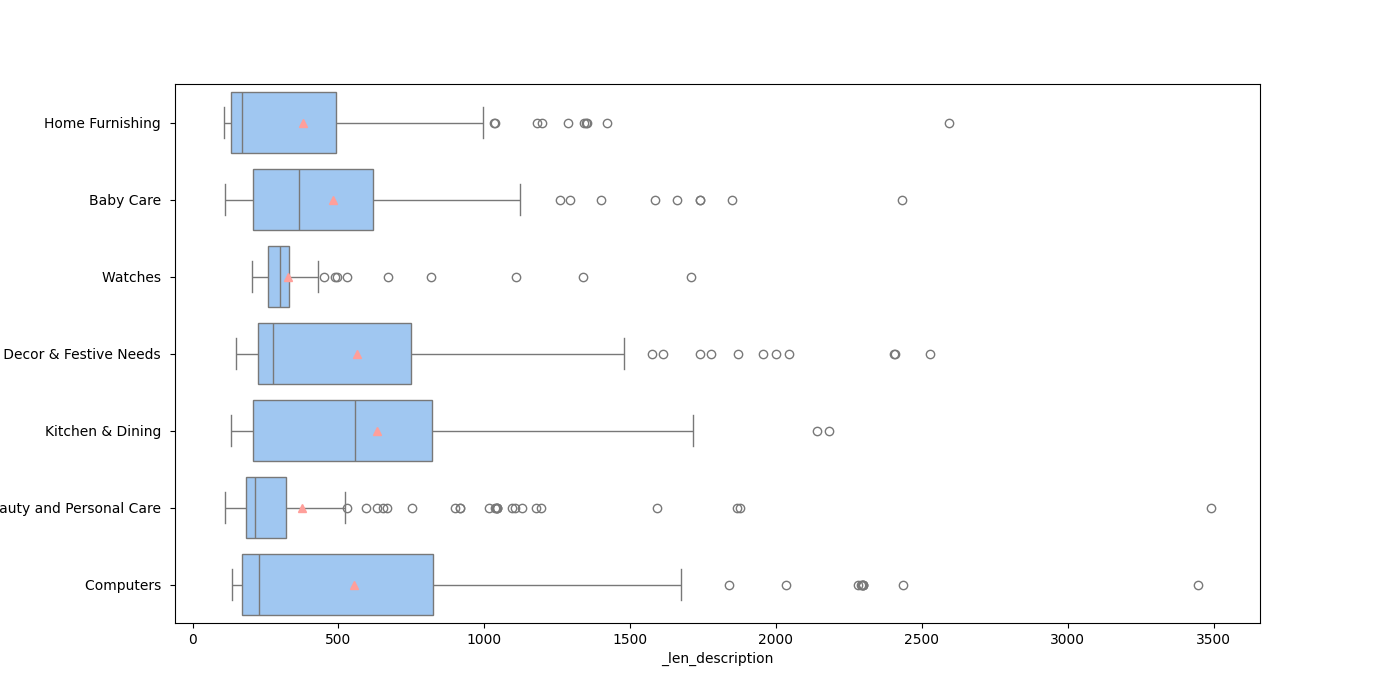 Home Furnishing
Baby Care
Watches
Decor & Festive Needs
Kitchen & Dining
auty and Personal Care
Computers
0 500 1000 1500 2000 2500 3000 3500
_len_description